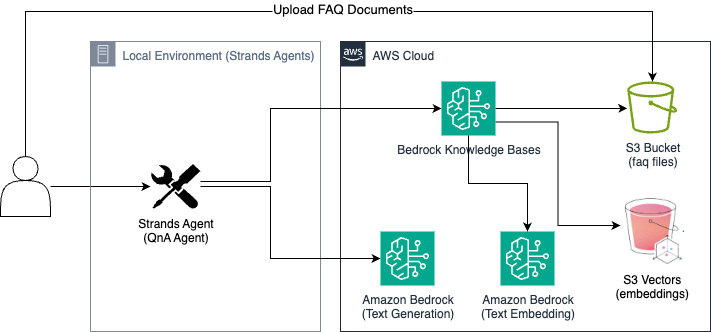 Upload FAQ Documents
Local Environment (Strands Agents)
aws
AWS Cloud
Bedrock Knowledge Bases
S3 Bucket
(faq files)
Strands Agent
(QnA Agent)
Amazon Bedrock
(Text Generation)
Amazon Bedrock
(Text Embedding)
S3 Vectors
(embeddings)